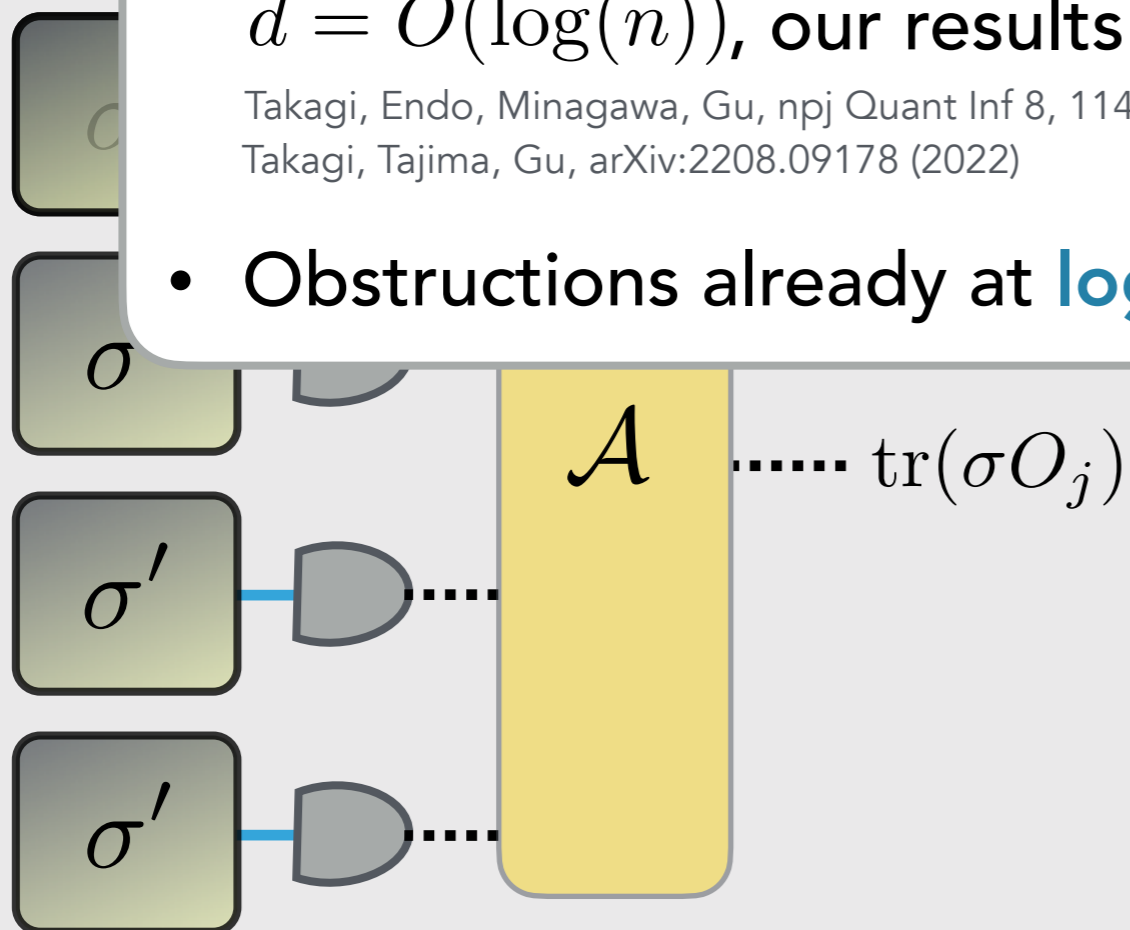 d = O(log(n)), our results
Takagi, Endo, Minagawa, Gu, npj Quant Inf 8, 114
Takagi, Tajima, Gu, arXiv:2208.09178 (2022)
• Obstructions already at
σ
𝒜
tr(σO_j)
σ′
σ′